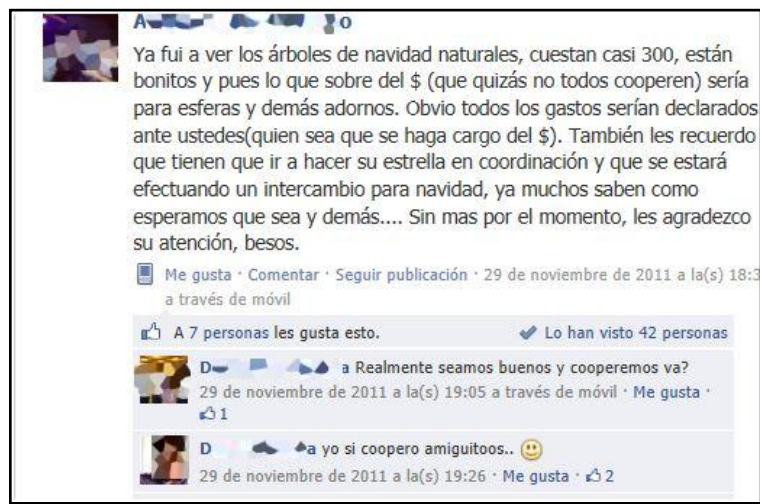 A o
Ya fui a ver los árboles de navidad naturales, cuestan casi 300, están
bonitos y pues lo que sobre del $ (que quizás no todos cooperen) sería
para esferas y demás adornos. Obvio todos los gastos serían declarados
ante ustedes(quien sea que se haga cargo del $). También les recuerdo
que tienen que ir a hacer su estrella en coordinación y que se estará
efectuando un intercambio para navidad, ya muchos saben como
esperamos que sea y demás.... Sin mas por el momento, les agradezco
su atención, besos.
Me gusta · Comentar · Seguir publicación · 29 de noviembre de 2011 a la(s) 18:3
a través de móvil
A 7 personas les gusta esto. Lo han visto 42 personas
D a Realmente seamos buenos y cooperemos va?
29 de noviembre de 2011 a la(s) 19:05 a través de móvil · Me gusta ·
1
D a yo si coopero amiguitoos..
29 de noviembre de 2011 a la(s) 19:26 · Me gusta · 2